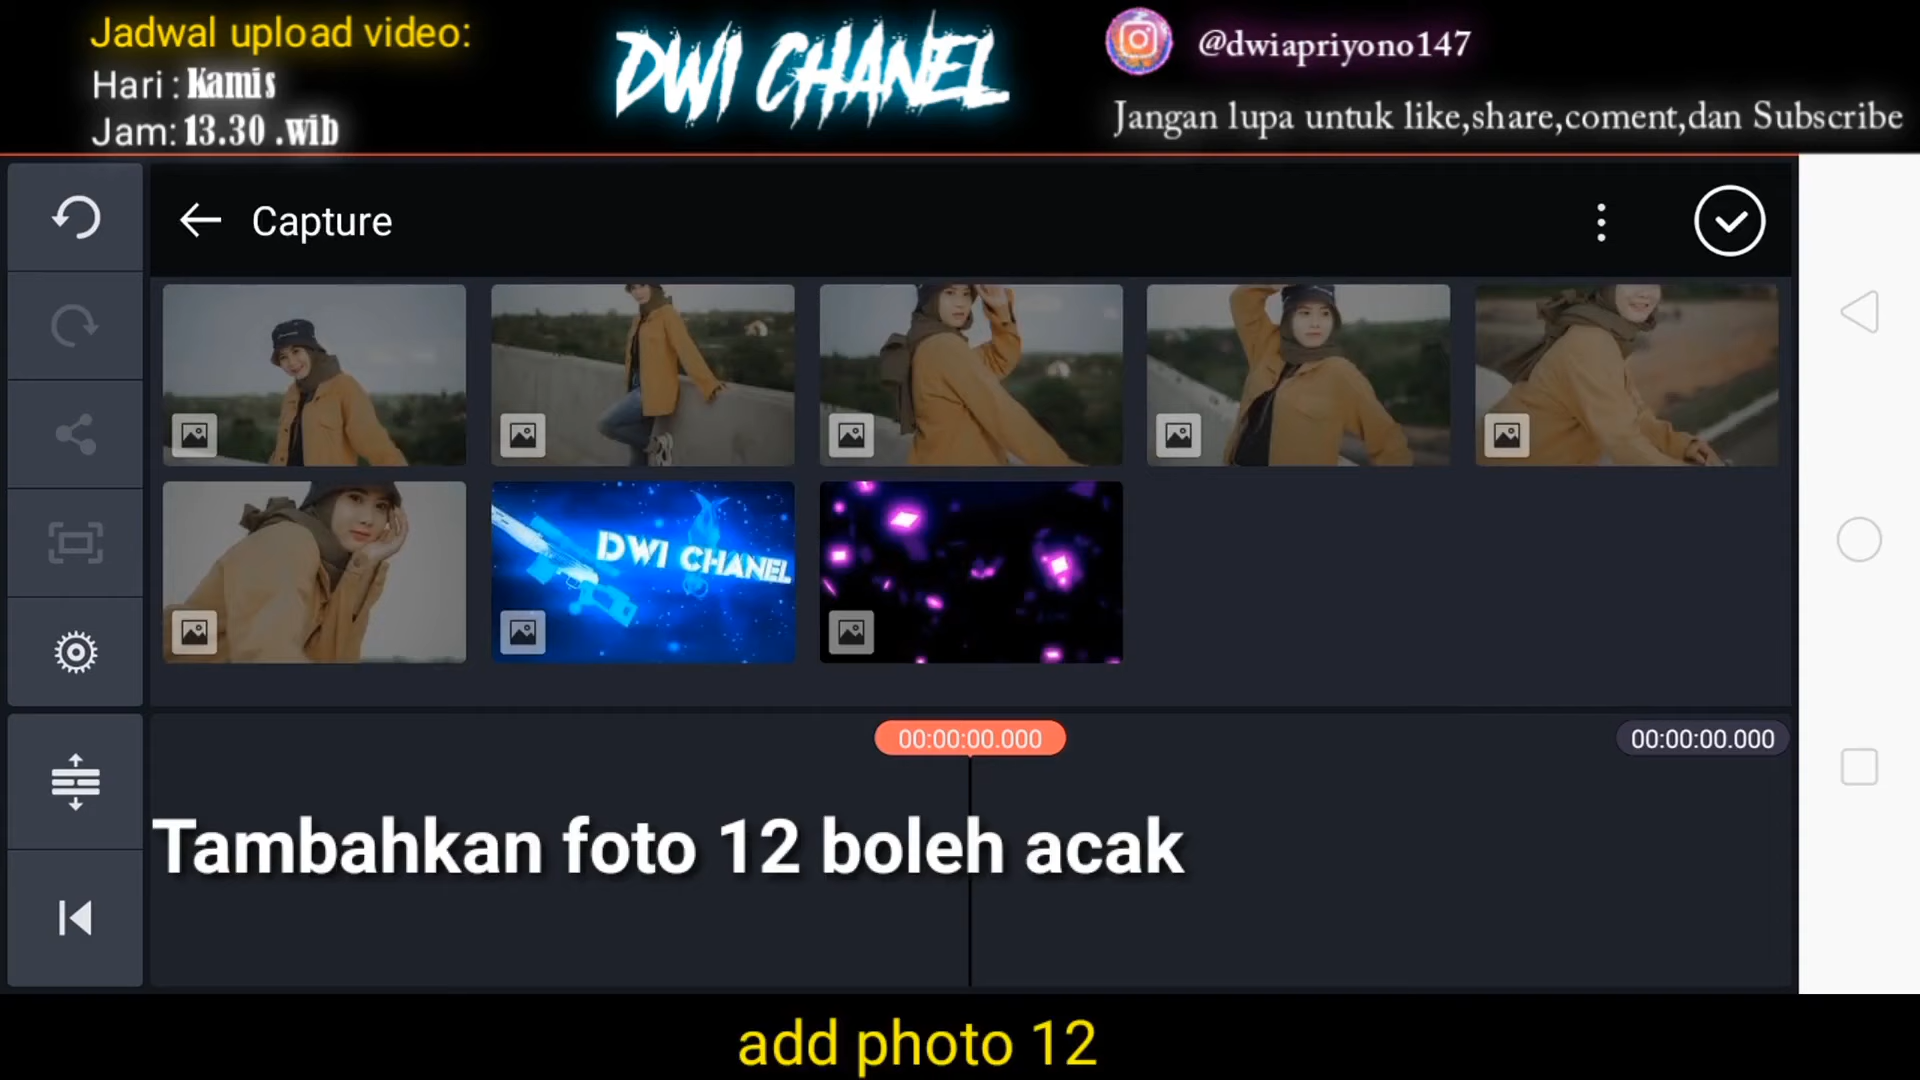 Jadwal upload video:
Hari : Kamis
Jam: 13.30 .wib
DWI CHANEL
@dwiapriyono147
Jangan lupa untuk like,share,coment,dan Subscribe
Capture
DWI CHANEL
00:00:00.000
00:00:00.000
Tambahkan foto 12 boleh acak
add photo 12